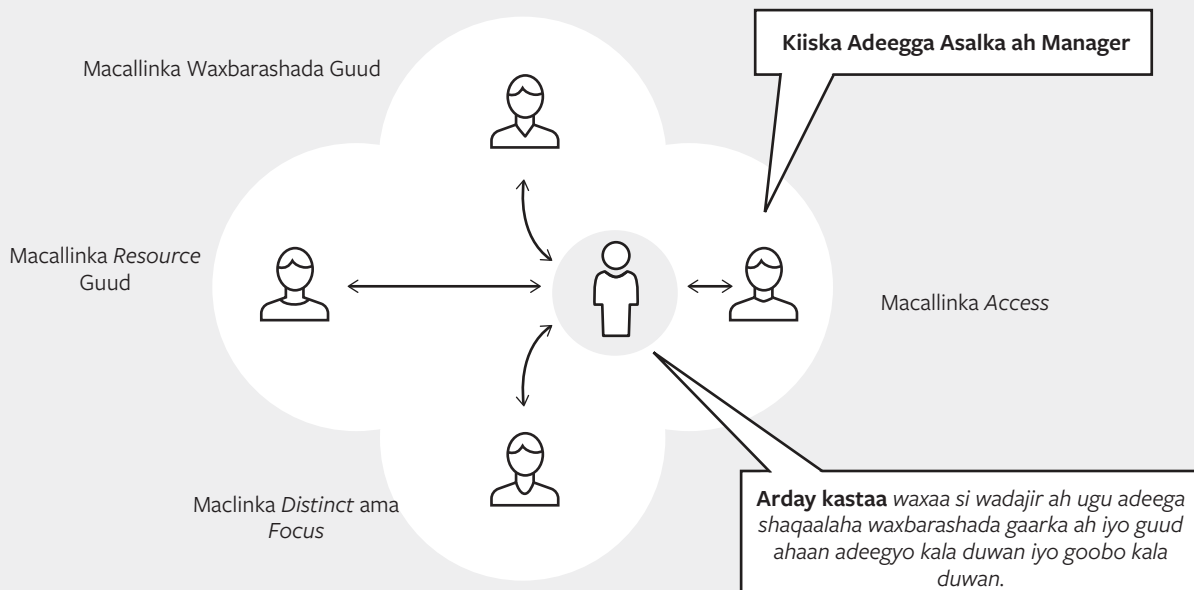 Kiiska Adeegga Asalka ah Manager
Macallinka Waxbarashada Guud
Macallinka Resource
Guud
Macallinka Access
Maclinka Distinct ama
Focus
Arday kastaa waxaa si wadajir ah ugu adeega
shaqaalaha waxbarashada gaarka ah iyo guud
ahaan adeegyo kala duwan iyo goobo kala
duwan.